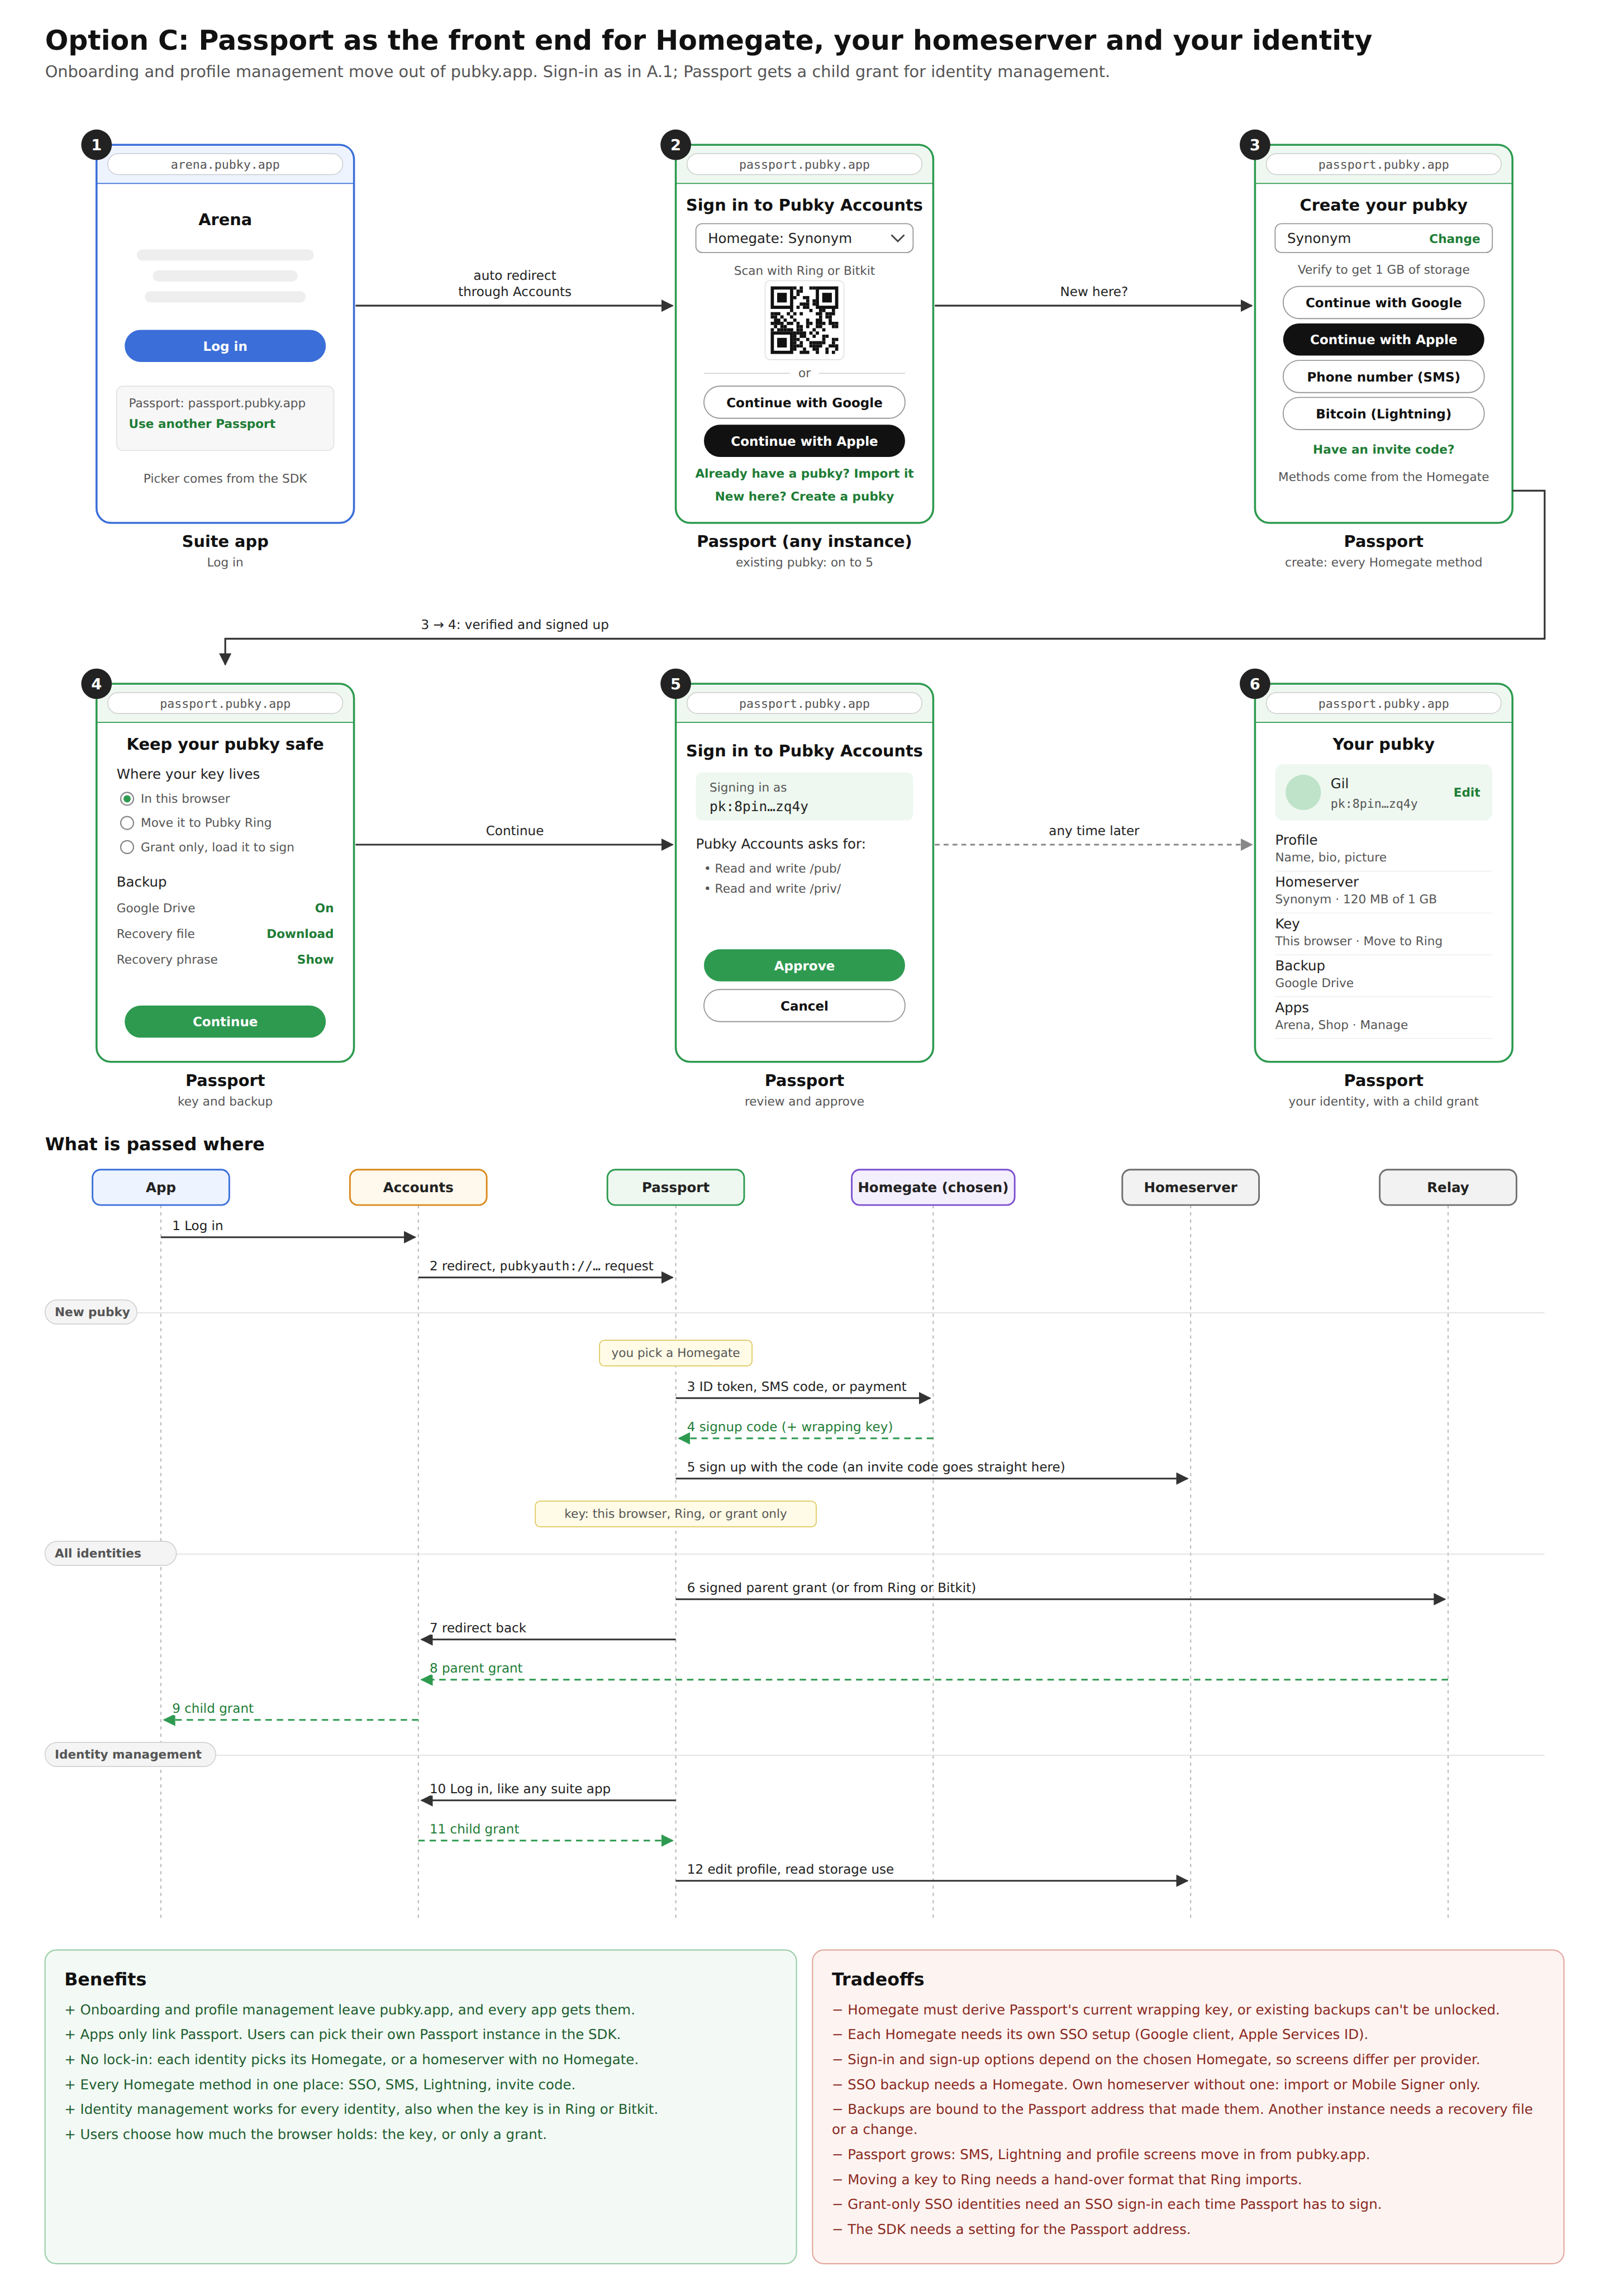 Option C: Passport as the front end for Homegate, your homeserver and your identity
Onboarding and profile management move out of pubky.app. Sign-in as in A.1; Passport gets a child grant for identity management.
1
arena.pubky.app
Arena
Log in
Passport: passport.pubky.app
Use another Passport
Picker comes from the SDK
Suite app
Log in
auto redirect
through Accounts
2
passport.pubky.app
Sign in to Pubky Accounts
Homegate: Synonym
Scan with Ring or Bitkit
or
Continue with Google
Continue with Apple
Already have a pubky? Import it
New here? Create a pubky
Passport (any instance)
existing pubky: on to 5
New here?
3
passport.pubky.app
Create your pubky
Synonym
Change
Verify to get 1 GB of storage
Continue with Google
Continue with Apple
Phone number (SMS)
Bitcoin (Lightning)
Have an invite code?
Methods come from the Homegate
Passport
create: every Homegate method
3 → 4: verified and signed up
4
passport.pubky.app
Keep your pubky safe
Where your key lives
In this browser
Move it to Pubky Ring
Grant only, load it to sign
Backup
Google Drive
On
Recovery file
Download
Recovery phrase
Show
Continue
Passport
key and backup
Continue
5
passport.pubky.app
Sign in to Pubky Accounts
Signing in as
pk:8pin…zq4y
Pubky Accounts asks for:
• Read and write /pub/
• Read and write /priv/
Approve
Cancel
Passport
review and approve
any time later
6
passport.pubky.app
Your pubky
Gil
pk:8pin…zq4y
Edit
Profile
Name, bio, picture
Homeserver
Synonym · 120 MB of 1 GB
Key
This browser · Move to Ring
Backup
Google Drive
Apps
Arena, Shop · Manage
Passport
your identity, with a child grant
What is passed where
App
Accounts
Passport
Homegate (chosen)
Homeserver
Relay
1 Log in
2 redirect, pubkyauth://… request
New pubky
you pick a Homegate
3 ID token, SMS code, or payment
4 signup code (+ wrapping key)
5 sign up with the code (an invite code goes straight here)
key: this browser, Ring, or grant only
All identities
6 signed parent grant (or from Ring or Bitkit)
7 redirect back
8 parent grant
9 child grant
Identity management
10 Log in, like any suite app
11 child grant
12 edit profile, read storage use
Benefits
+ Onboarding and profile management leave pubky.app, and every app gets them.
+ Apps only link Passport. Users can pick their own Passport instance in the SDK.
+ No lock-in: each identity picks its Homegate, or a homeserver with no Homegate.
+ Every Homegate method in one place: SSO, SMS, Lightning, invite code.
+ Identity management works for every identity, also when the key is in Ring or Bitkit.
+ Users choose how much the browser holds: the key, or only a grant.
Tradeoffs
− Homegate must derive Passport's current wrapping key, or existing backups can't be unlocked.
− Each Homegate needs its own SSO setup (Google client, Apple Services ID).
− Sign-in and sign-up options depend on the chosen Homegate, so screens differ per provider.
− SSO backup needs a Homegate. Own homeserver without one: import or Mobile Signer only.
− Backups are bound to the Passport address that made them. Another instance needs a recovery file
or a change.
− Passport grows: SMS, Lightning and profile screens move in from pubky.app.
− Moving a key to Ring needs a hand-over format that Ring imports.
− Grant-only SSO identities need an SSO sign-in each time Passport has to sign.
− The SDK needs a setting for the Passport address.